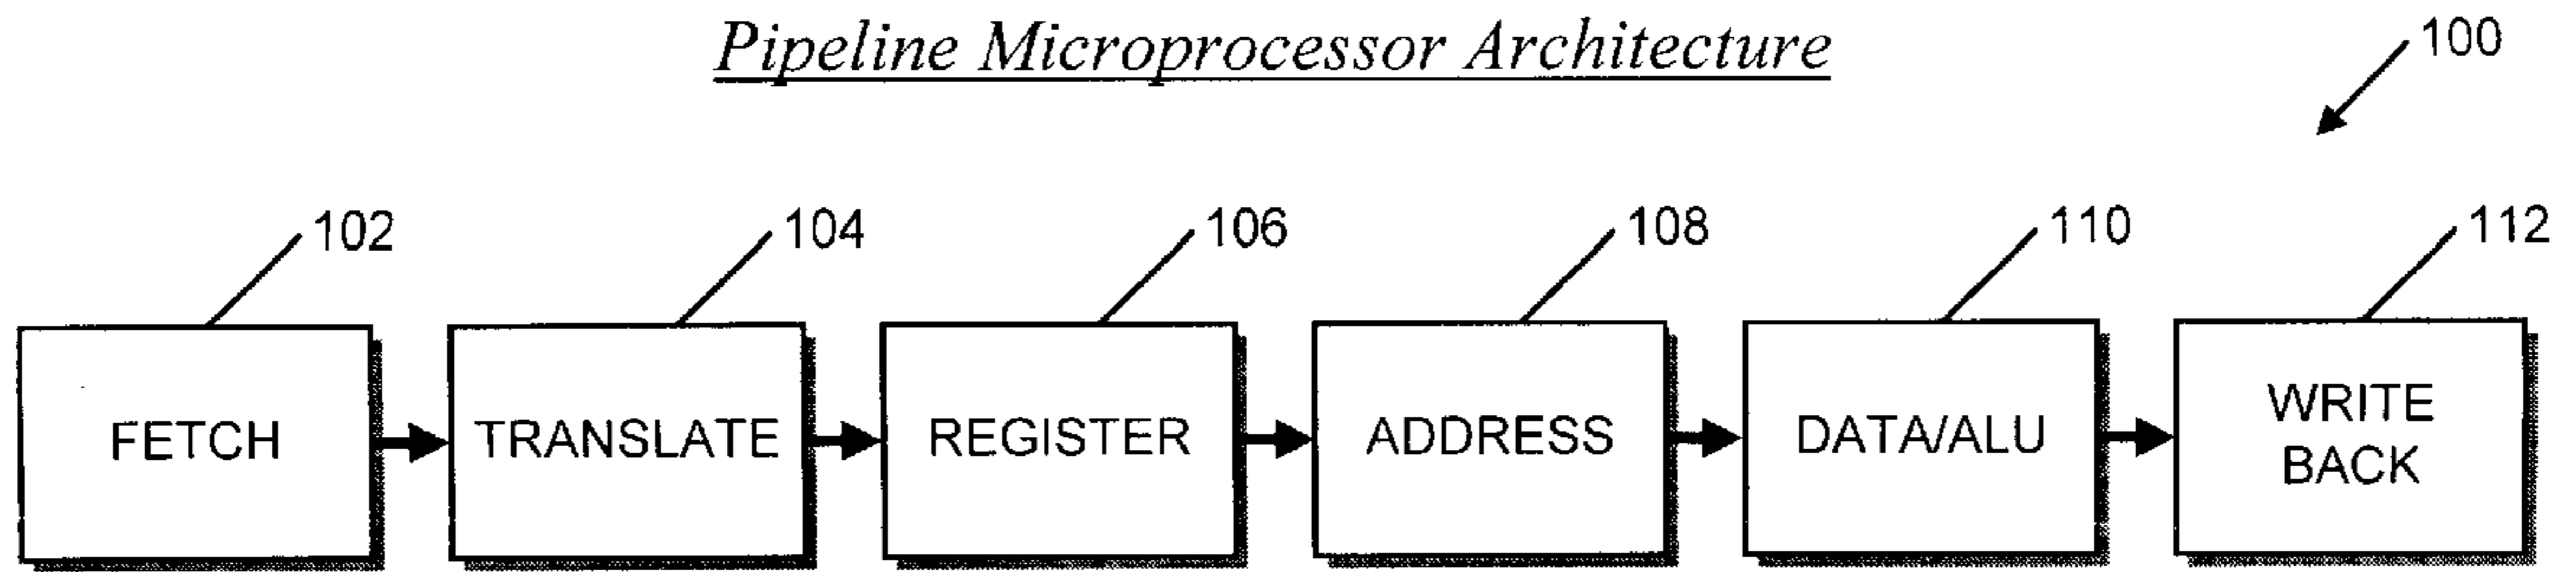 Pipeline Microprocessor Architecture
100
102
104
106
108
110
112
FETCH
TRANSLATE
REGISTER
ADDRESS
DATA/ALU
WRITE
BACK